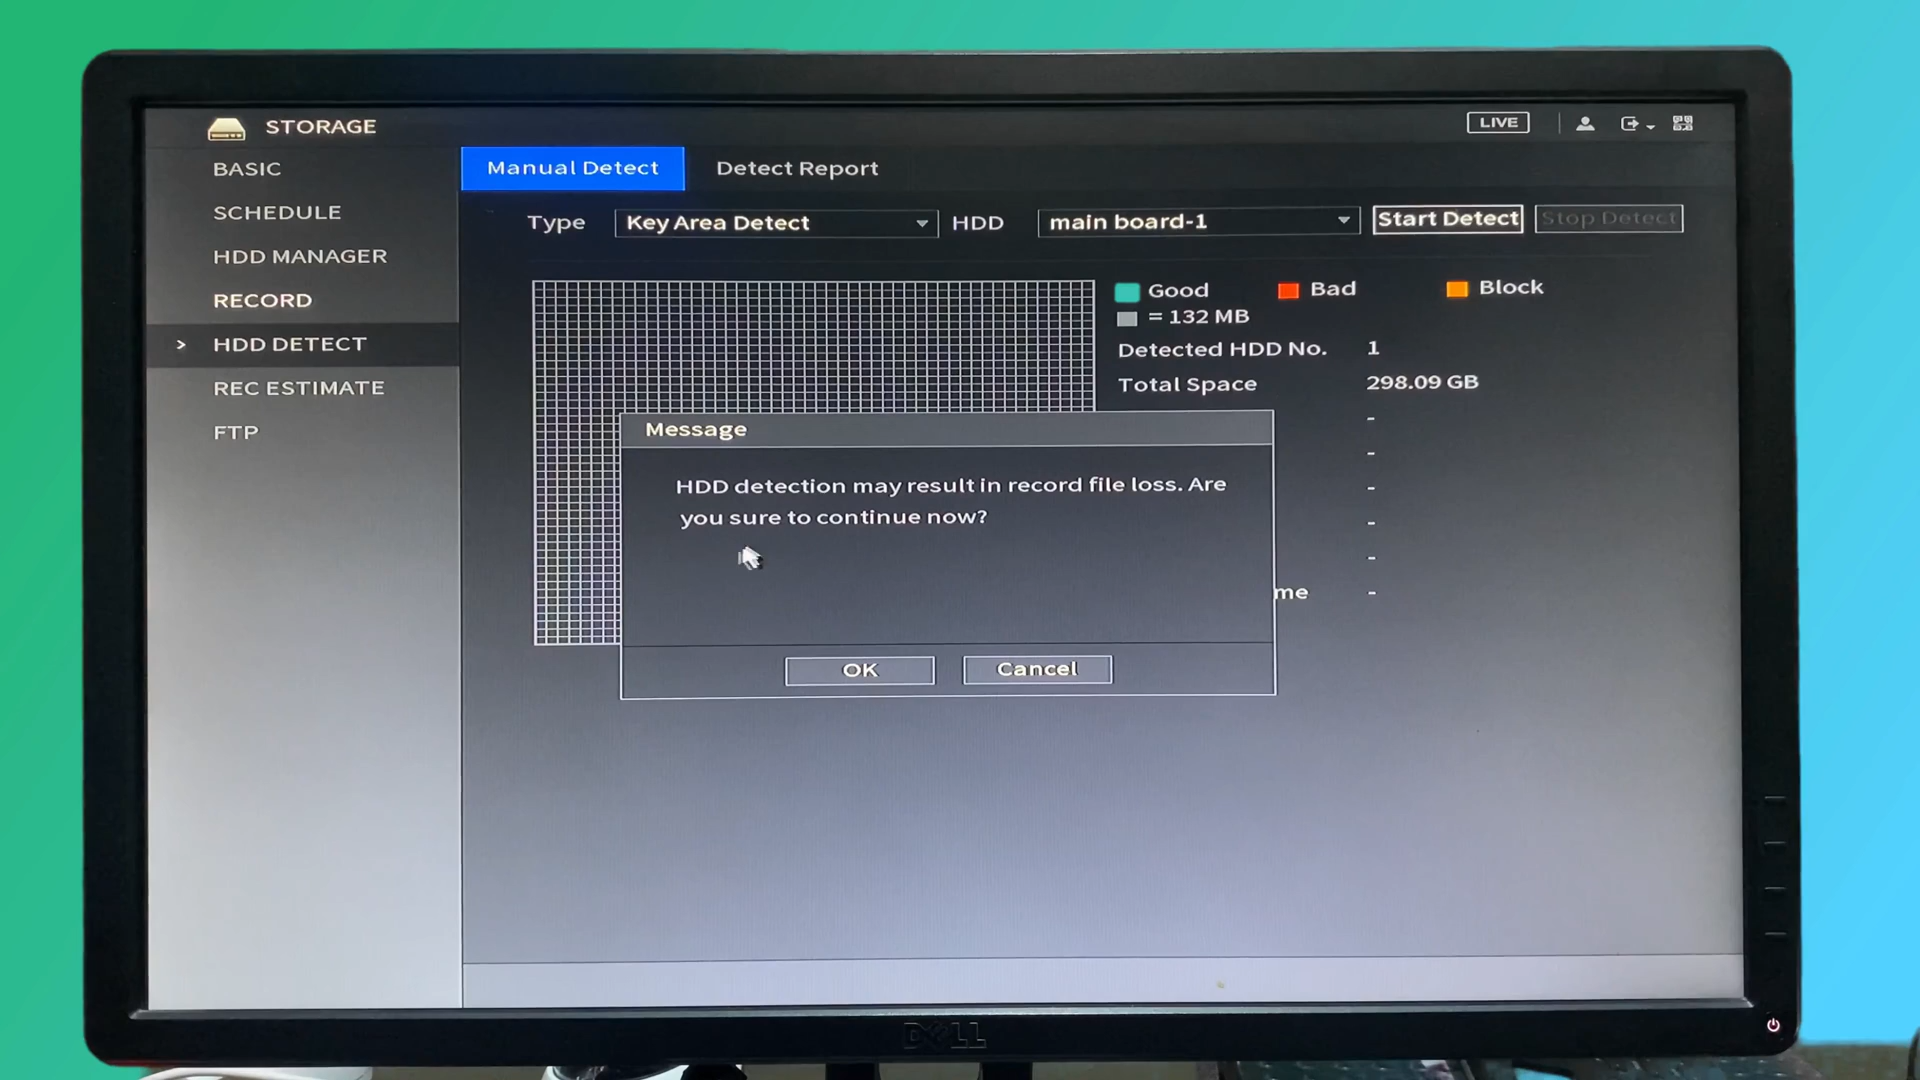 STORAGE
LIVE
BASIC
SCHEDULE
HDD MANAGER
RECORD
> HDD DETECT
REC ESTIMATE
FTP
Manual Detect
Detect Report
Type
Key Area Detect
HDD
main board-1
Start Detect
Stop Detect
Good
Bad
Block
= 132 MB
Detected HDD No. 1
Total Space 298.09 GB
-
-
-
-
-
me -
Message
HDD detection may result in record file loss. Are
you sure to continue now?
OK
Cancel
DELL